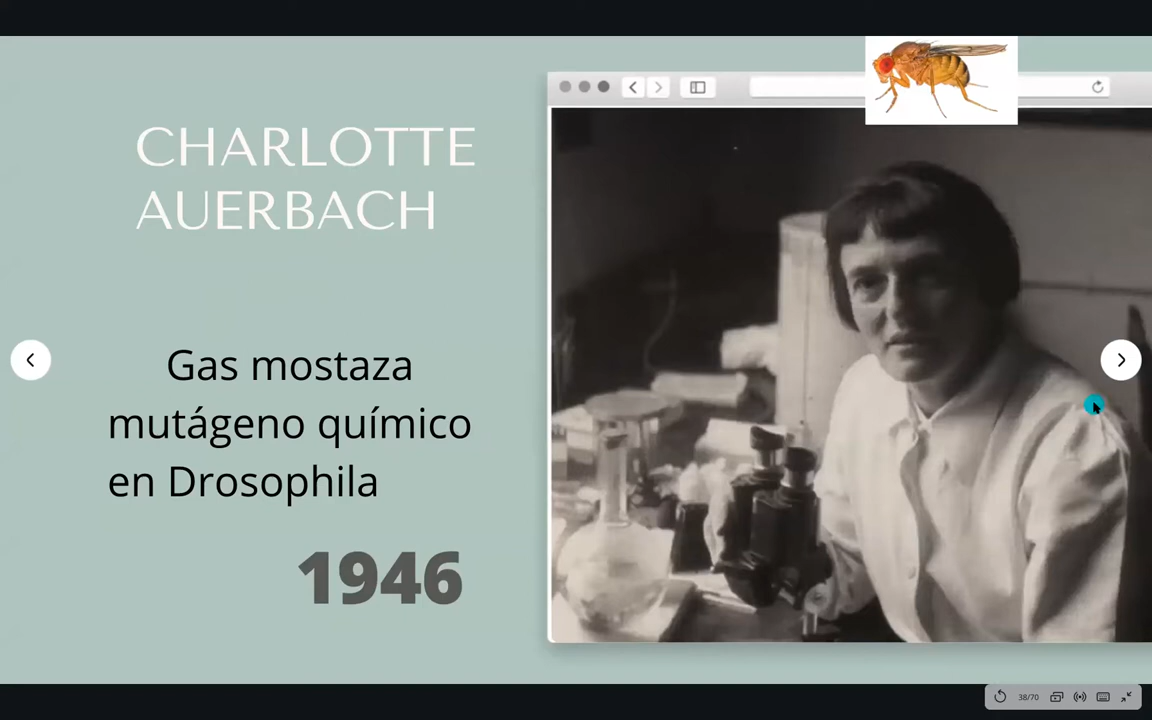 CHARLOTTE
AUERBACH
Gas mostaza
mutágeno químico
en Drosophila
1946
38/70